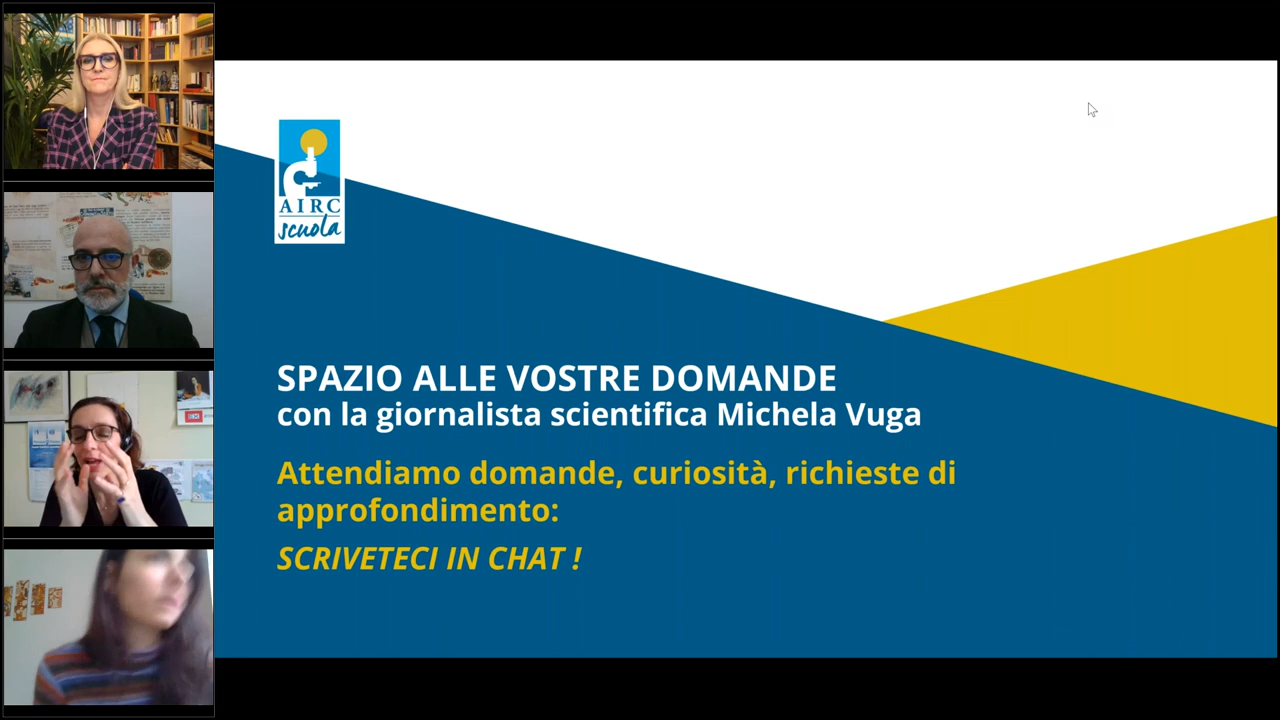 AIRC
scuola
SPAZIO ALLE VOSTRE DOMANDE
con la giornalista scientifica Michela Vuga
Attendiamo domande, curiosità, richieste di
approfondimento:
SCRIVETECI IN CHAT !